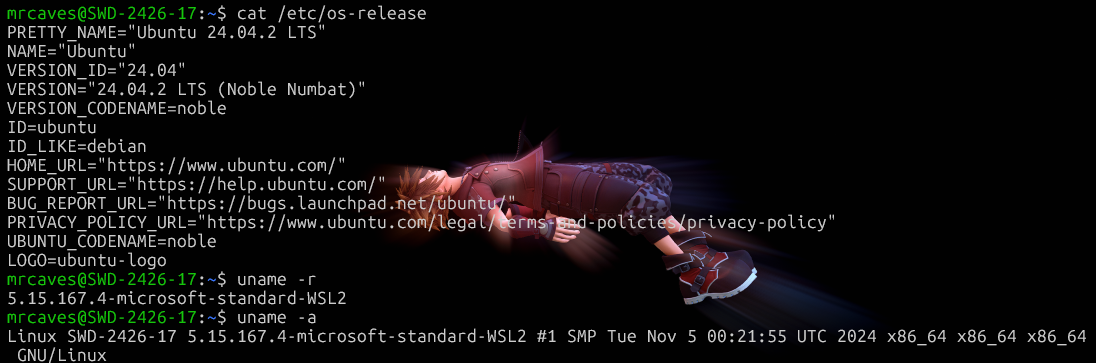 mrcaves@SWD-2426-17:~$ cat /etc/os-release
PRETTY_NAME="Ubuntu 24.04.2 LTS"
NAME="Ubuntu"
VERSION_ID="24.04"
VERSION="24.04.2 LTS (Noble Numbat)"
VERSION_CODENAME=noble
ID=ubuntu
ID_LIKE=debian
HOME_URL="https://www.ubuntu.com/"
SUPPORT_URL="https://help.ubuntu.com/"
BUG_REPORT_URL="https://bugs.launchpad.net/ubuntu/"
PRIVACY_POLICY_URL="https://www.ubuntu.com/legal/terms-and-policies/privacy-policy"
UBUNTU_CODENAME=noble
LOGO=ubuntu-logo
mrcaves@SWD-2426-17:~$ uname -r
5.15.167.4-microsoft-standard-WSL2
mrcaves@SWD-2426-17:~$ uname -a
Linux SWD-2426-17 5.15.167.4-microsoft-standard-WSL2 #1 SMP Tue Nov 5 00:21:55 UTC 2024 x86_64 x86_64 x86_64
 GNU/Linux